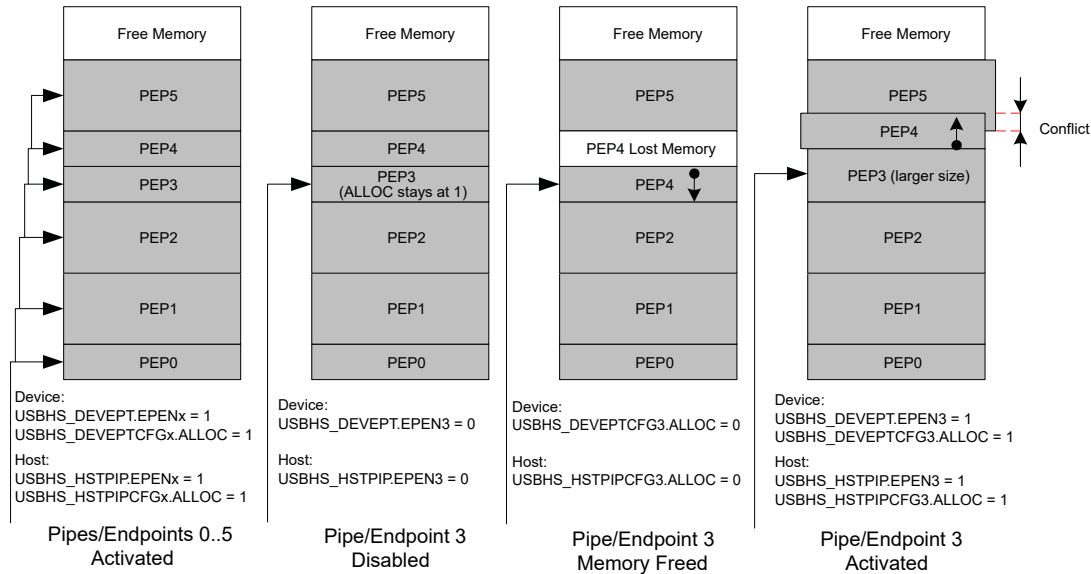 Free Memory
PEP5
PEP4
PEP3
PEP2
PEP1
PEP0
Device:
USBHS_DEVEPT.EPENx = 1
USBHS_DEVEPTCFGx.ALLOC = 1
Host:
USBHS_HSTPIP.EPENx = 1
USBHS_HSTPIPCFGx.ALLOC = 1
Pipes/Endpoints 0..5
Activated
Free Memory
PEP5
PEP4
PEP3
(ALLOC stays at 1)
PEP2
PEP1
PEP0
Device:
USBHS_DEVEPT.EPEN3 = 0
Host:
USBHS_HSTPIP.EPEN3 = 0
Pipe/Endpoint 3
Disabled
Free Memory
PEP5
PEP4 Lost Memory
PEP4
PEP2
PEP1
PEP0
Device:
USBHS_DEVEPTCFG3.ALLOC = 0
Host:
USBHS_HSTPIPCFG3.ALLOC = 0
Pipe/Endpoint 3
Memory Freed
Free Memory
PEP5
PEP4
Conflict
PEP3 (larger size)
PEP2
PEP1
PEP0
Device:
USBHS_DEVEPT.EPEN3 = 1
USBHS_DEVEPTCFG3.ALLOC = 1
Host:
USBHS_HSTPIP.EPEN3 = 1
USBHS_HSTPIPCFG3.ALLOC = 1
Pipe/Endpoint 3
Activated